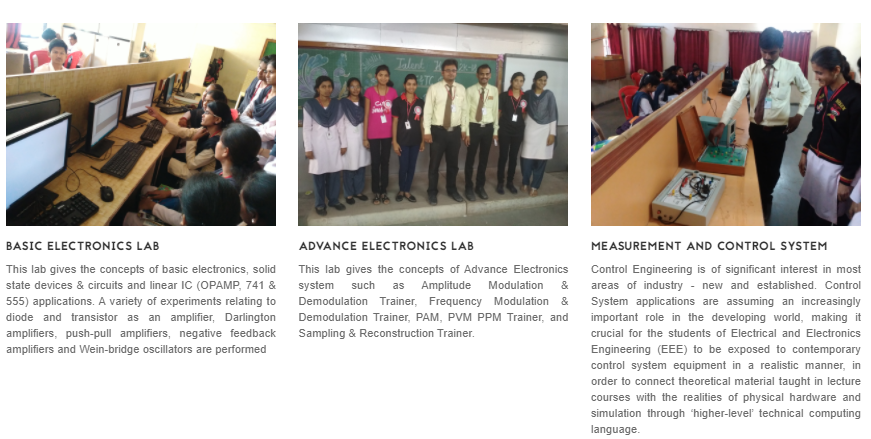 Talent
BASIC ELECTRONICS LAB
This lab gives the concepts of basic electronics, solid
state devices & circuits and linear IC (OPAMP, 741 &
555) applications. A variety of experiments relating to
diode and transistor as an amplifier, Darlington
amplifiers, push-pull amplifiers, negative feedback
amplifiers and Wein-bridge oscillators are performed
ADVANCE ELECTRONICS LAB
This lab gives the concepts of Advance Electronics
system such as Amplitude Modulation &
Demodulation Trainer, Frequency Modulation &
Demodulation Trainer, PAM, PVM PPM Trainer, and
Sampling & Reconstruction Trainer.
MEASUREMENT AND CONTROL SYSTEM
Control Engineering is of significant interest in most
areas of industry - new and established. Control
System applications are assuming an increasingly
important role in the developing world, making it
crucial for the students of Electrical and Electronics
Engineering (EEE) to be exposed to contemporary
control system equipment in a realistic manner, in
order to connect theoretical material taught in lecture
courses with the realities of physical hardware and
simulation through ‘higher-level’ technical computing
language.